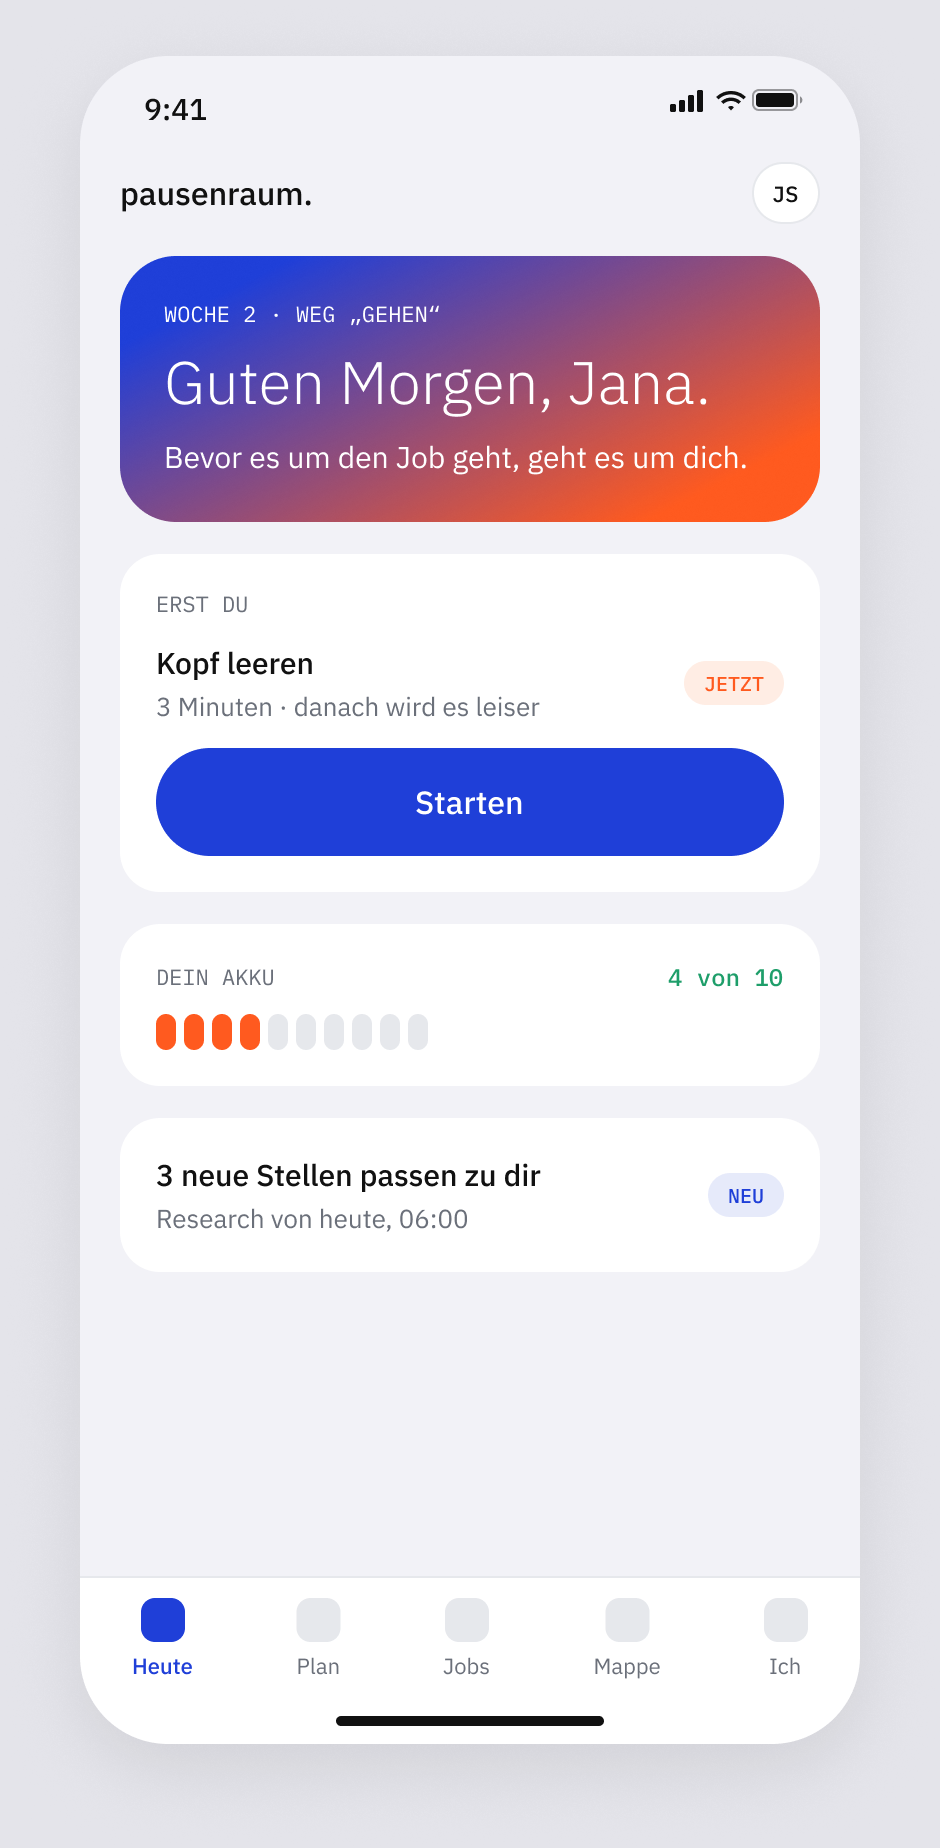 9:41
pausenraum.
JS
WOCHE 2 · WEG „GEHEN“
Guten Morgen, Jana.
Bevor es um den Job geht, geht es um dich.
ERST DU
Kopf leeren
3 Minuten · danach wird es leiser
JETZT
Starten
DEIN AKKU
4 von 10
3 neue Stellen passen zu dir
Research von heute, 06:00
NEU
Heute
Plan
Jobs
Mappe
Ich